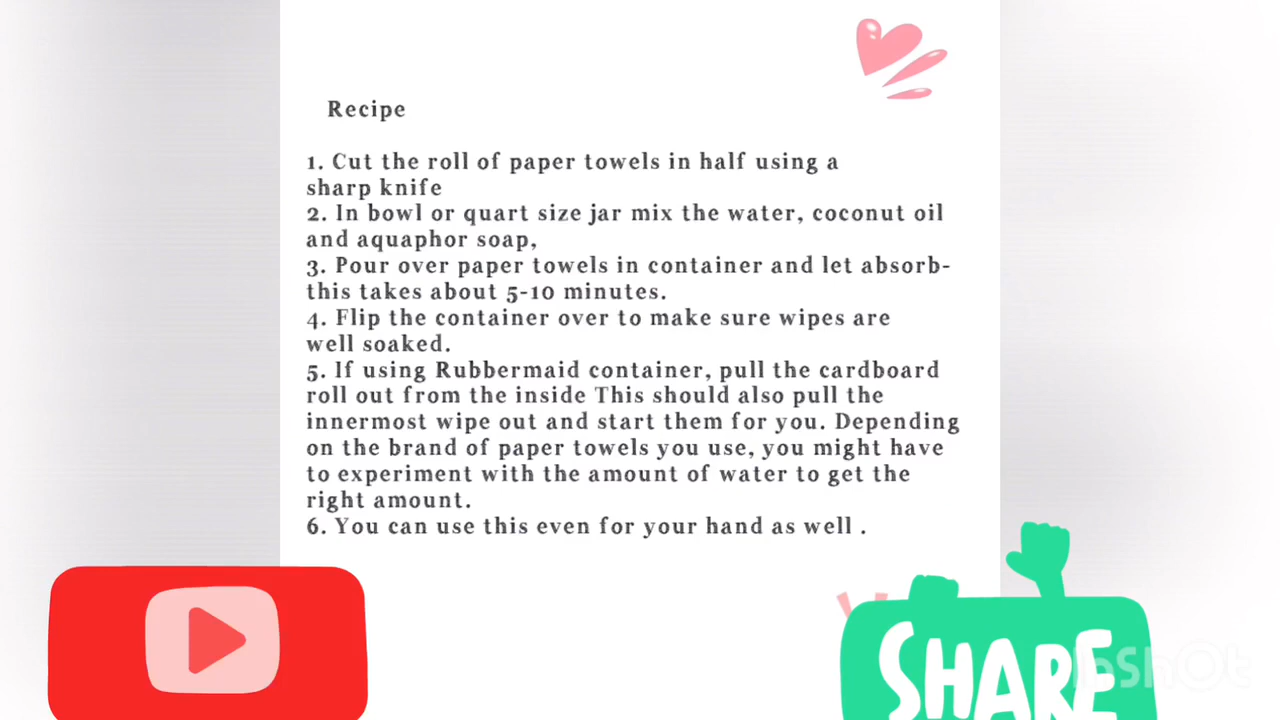 Recipe
1. Cut the roll of paper towels in half using a
sharp knife
2. In bowl or quart size jar mix the water, coconut oil
and aquaphor soap,
3. Pour over paper towels in container and let absorb-
this takes about 5-10 minutes.
4. Flip the container over to make sure wipes are
well soaked.
5. If using Rubbermaid container, pull the cardboard
roll out from the inside This should also pull the
innermost wipe out and start them for you. Depending
on the brand of paper towels you use, you might have
to experiment with the amount of water to get the
right amount.
6. You can use this even for your hand as well .
SHARE
InShOt